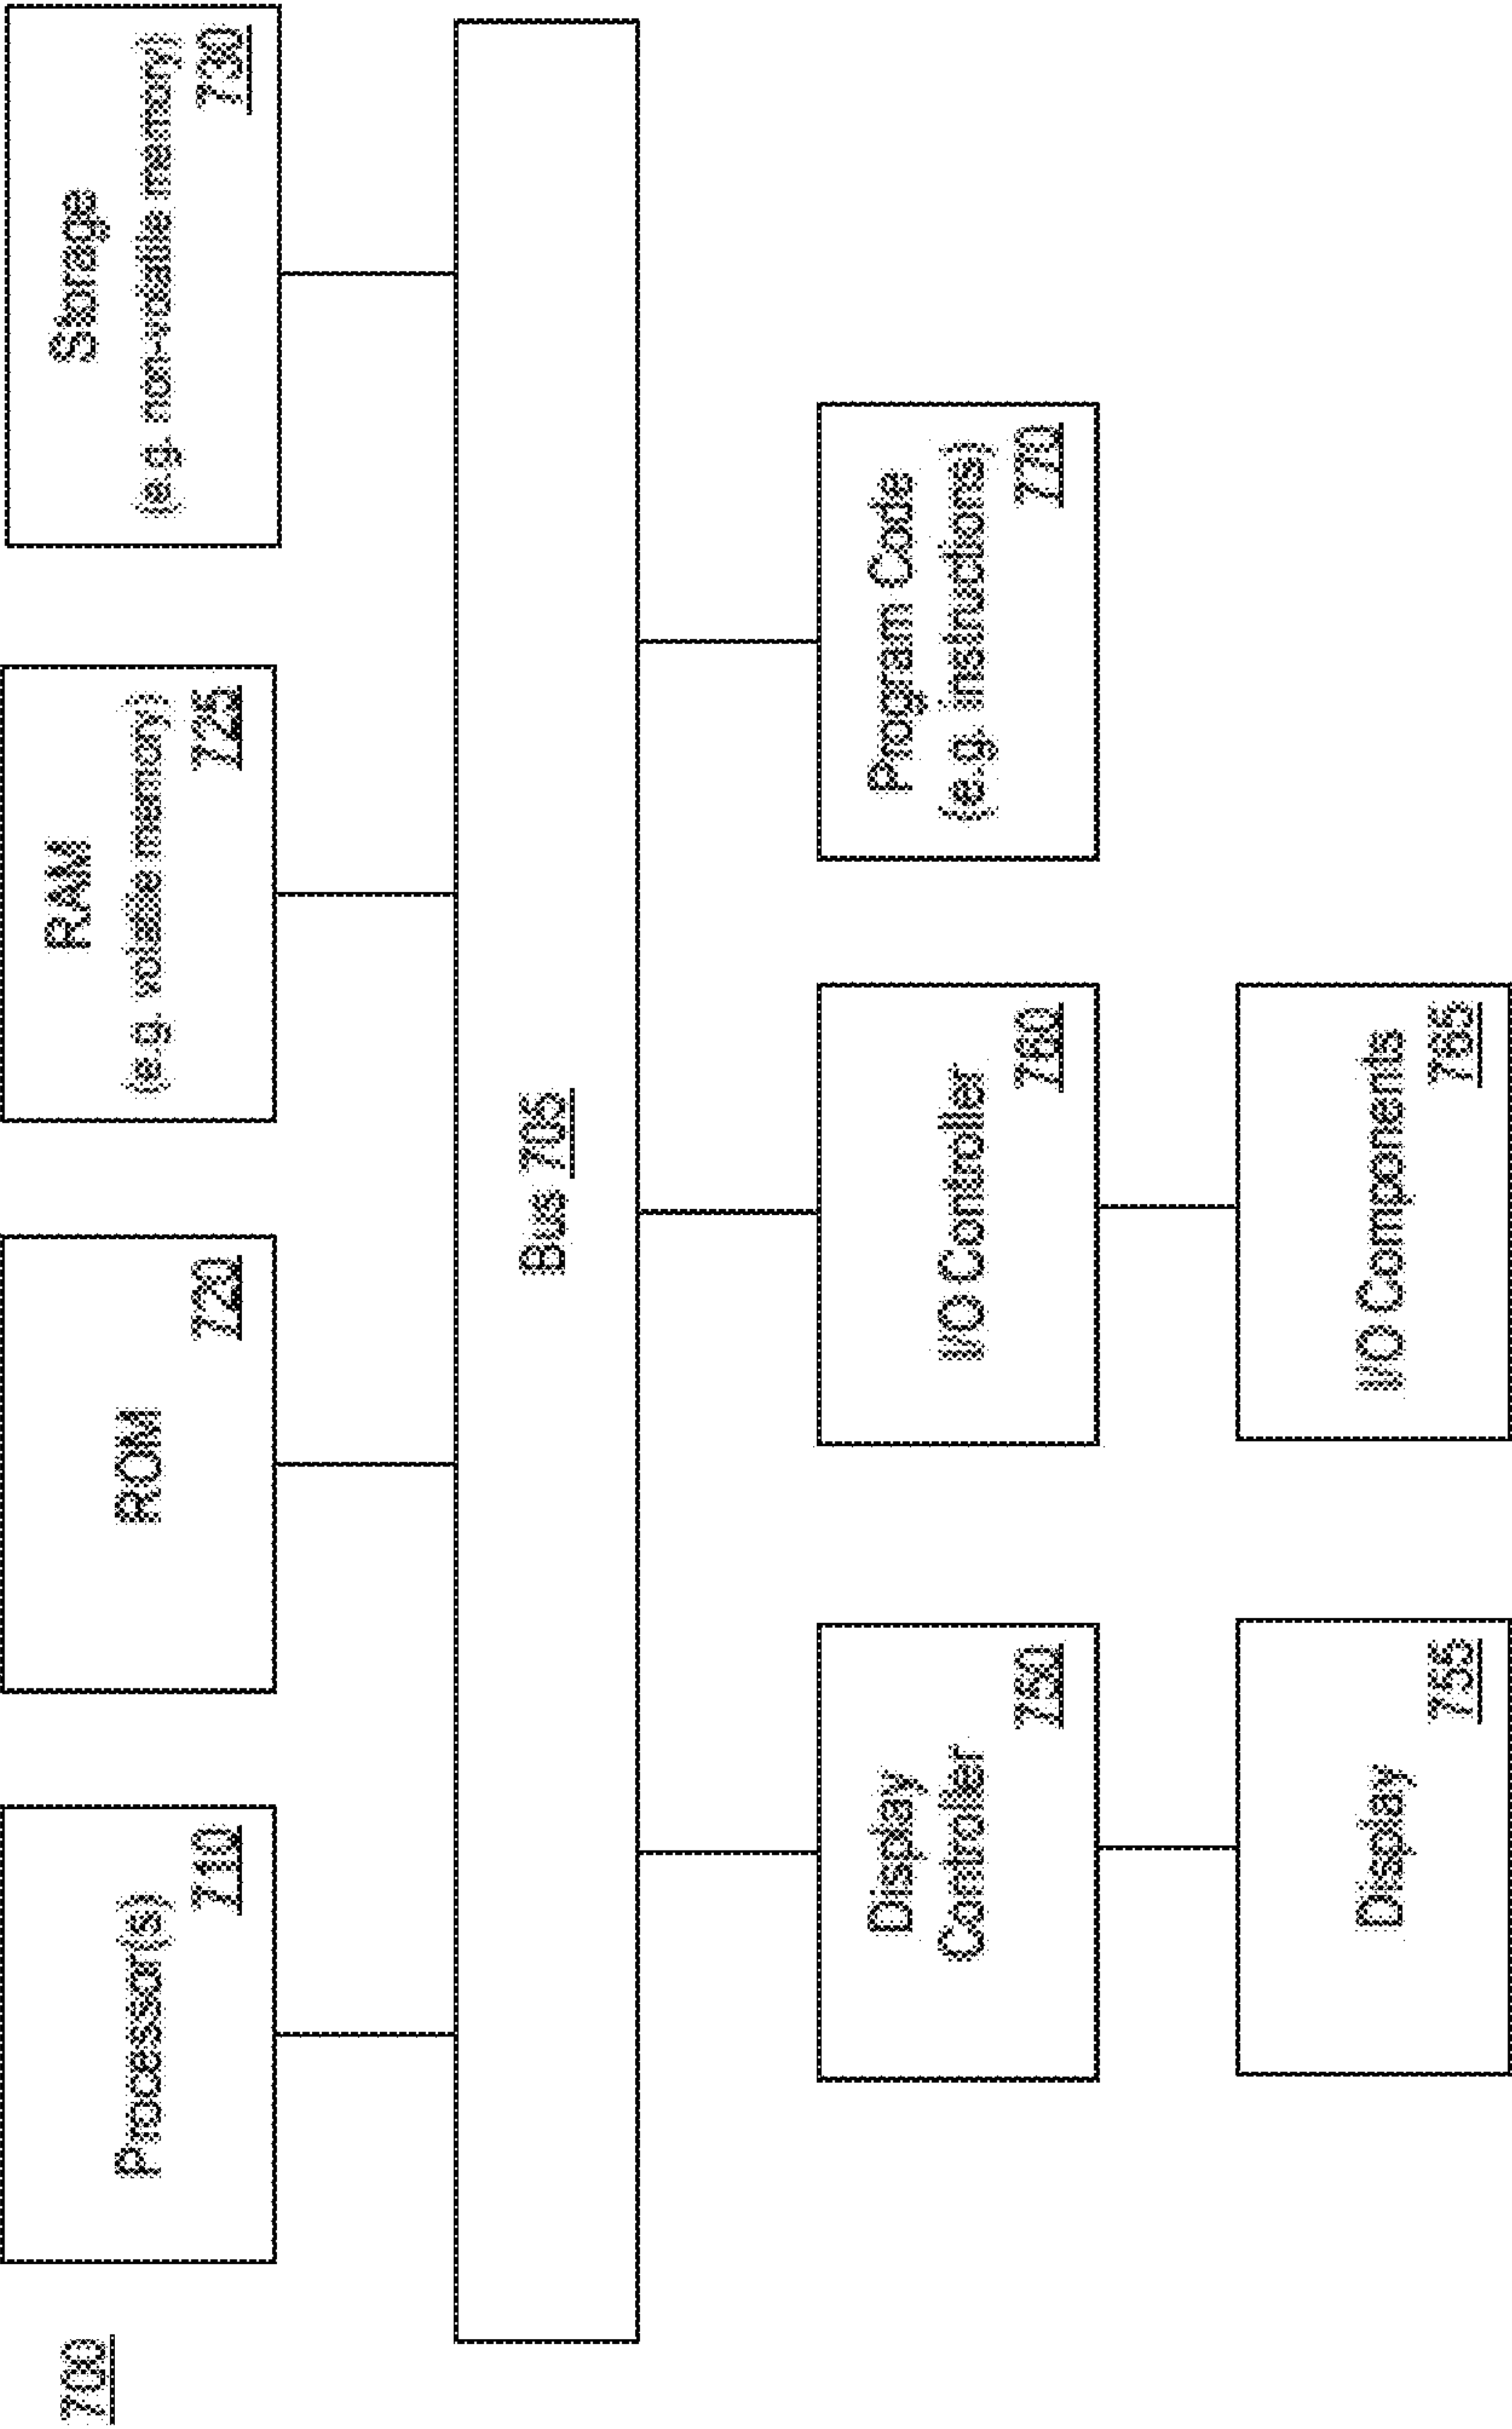 700
Processor(s)
710
ROM
720
RAM
(e.g. volatile memory)
725
Storage
(e.g. non-volatile memory)
730
Bus 705
Display
Controller
750
I/O Controller
760
Program Code
(e.g. instructions)
770
Display
755
I/O Components
765